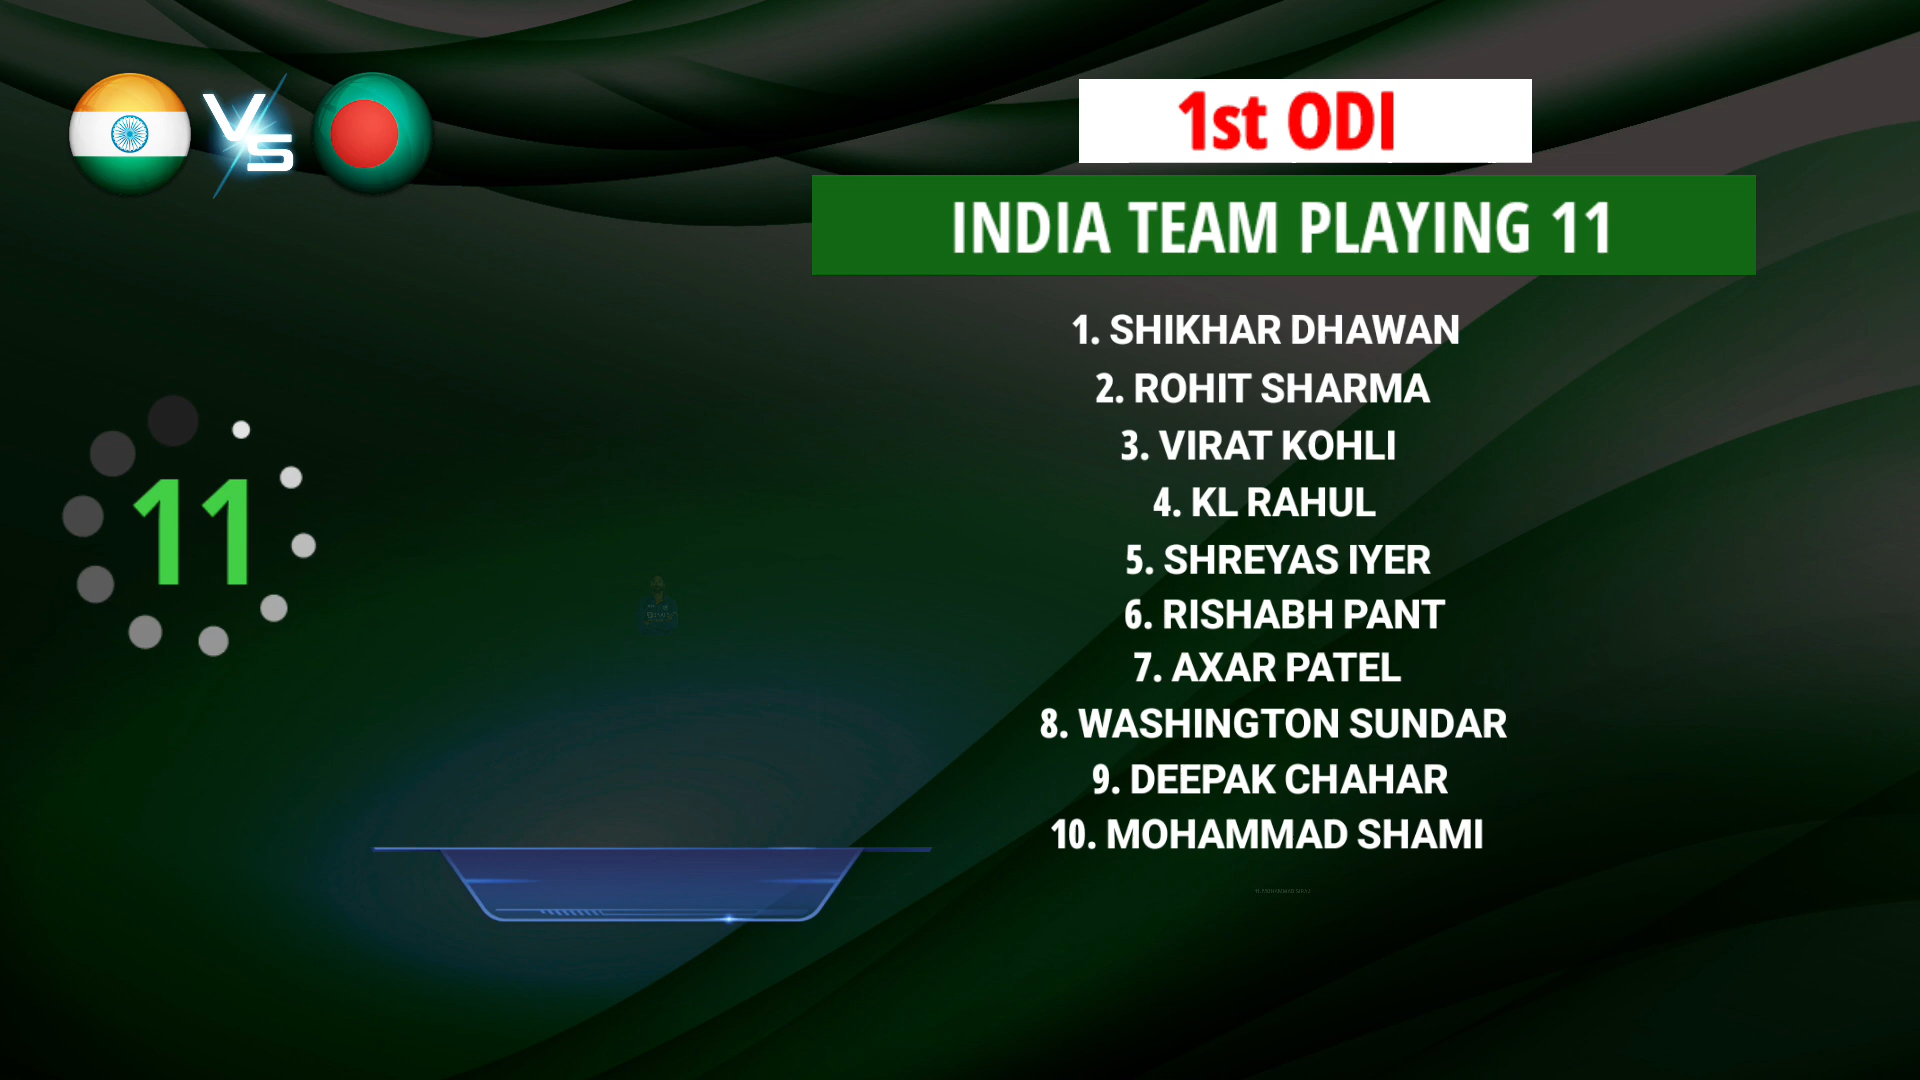 VS
1st ODI
INDIA TEAM PLAYING 11
11
1. SHIKHAR DHAWAN
2. ROHIT SHARMA
3. VIRAT KOHLI
4. KL RAHUL
5. SHREYAS IYER
6. RISHABH PANT
7. AXAR PATEL
8. WASHINGTON SUNDAR
9. DEEPAK CHAHAR
10. MOHAMMAD SHAMI